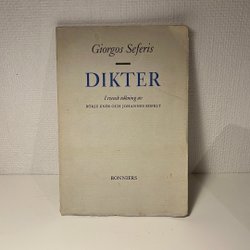 Giorgos Seferis
DIKTER
I svensk tolkning av
BÖRJE KNÖS OCH JOHANNES EDFELT
BONNIERS